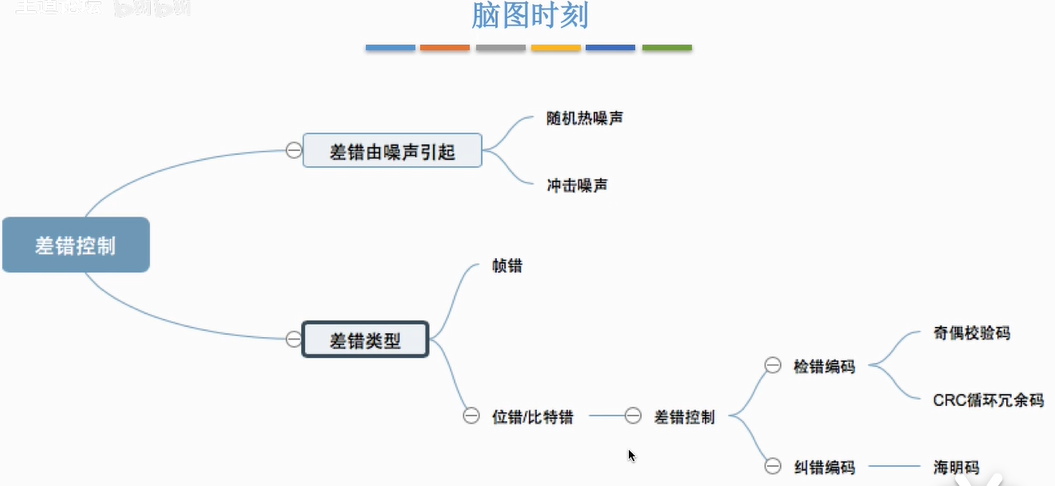 脑图时刻
随机热噪声
差错由噪声引起
冲击噪声
差错控制
帧错
差错类型
位错/比特错
差错控制
检错编码
奇偶校验码
CRC循环冗余码
纠错编码
海明码